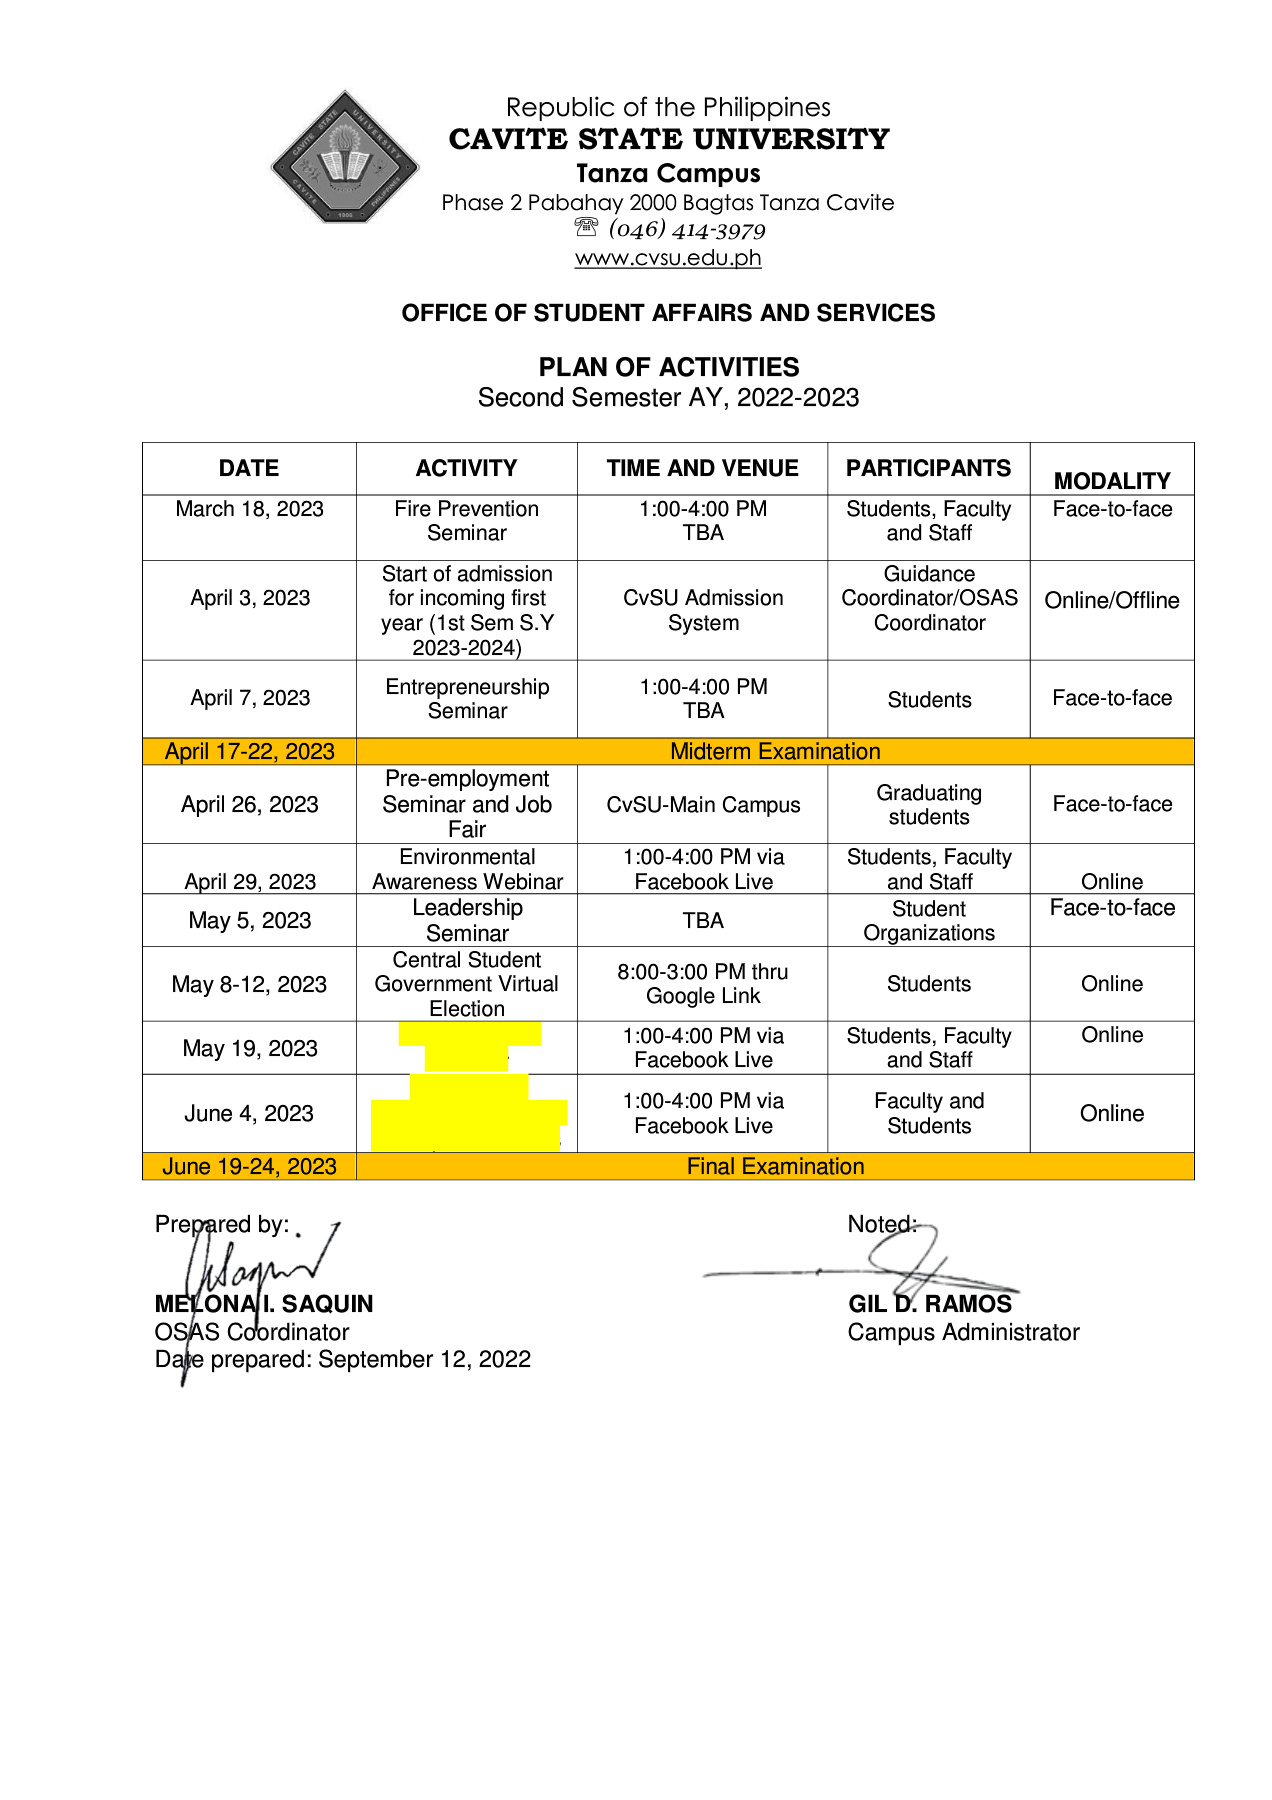 Republic of the Philippines
CAVITE STATE UNIVERSITY
Tanza Campus
Phase 2 Pabahay 2000 Bagtas Tanza Cavite
☏ (046) 414-3979
www.cvsu.edu.ph
CAVITE STATE UNIVERSITY
CAVITE
PHILIPPINES
1906
OFFICE OF STUDENT AFFAIRS AND SERVICES
PLAN OF ACTIVITIES
Second Semester AY, 2022-2023
DATE
ACTIVITY
TIME AND VENUE
PARTICIPANTS
MODALITY
March 18, 2023
Fire Prevention
Seminar
1:00-4:00 PM
TBA
Students, Faculty
and Staff
Face-to-face
April 3, 2023
Start of admission
for incoming first
year (1st Sem S.Y
2023-2024)
CvSU Admission
System
Guidance
Coordinator/OSAS
Coordinator
Online/Offline
April 7, 2023
Entrepreneurship
Seminar
1:00-4:00 PM
TBA
Students
Face-to-face
April 17-22, 2023
Midterm Examination
April 26, 2023
Pre-employment
Seminar and Job
Fair
CvSU-Main Campus
Graduating
students
Face-to-face
April 29, 2023
Environmental
Awareness Webinar
1:00-4:00 PM via
Facebook Live
Students, Faculty
and Staff
Online
May 5, 2023
Leadership
Seminar
TBA
Student
Organizations
Face-to-face
May 8-12, 2023
Central Student
Government Virtual
Election
8:00-3:00 PM thru
Google Link
Students
Online
May 19, 2023
1:00-4:00 PM via
Facebook Live
Students, Faculty
and Staff
Online
June 4, 2023
1:00-4:00 PM via
Facebook Live
Faculty and
Students
Online
June 19-24, 2023
Final Examination
Prepared by:
MELONA I. SAQUIN
OSAS Coordinator
Date prepared: September 12, 2022
Noted:
GIL D. RAMOS
Campus Administrator